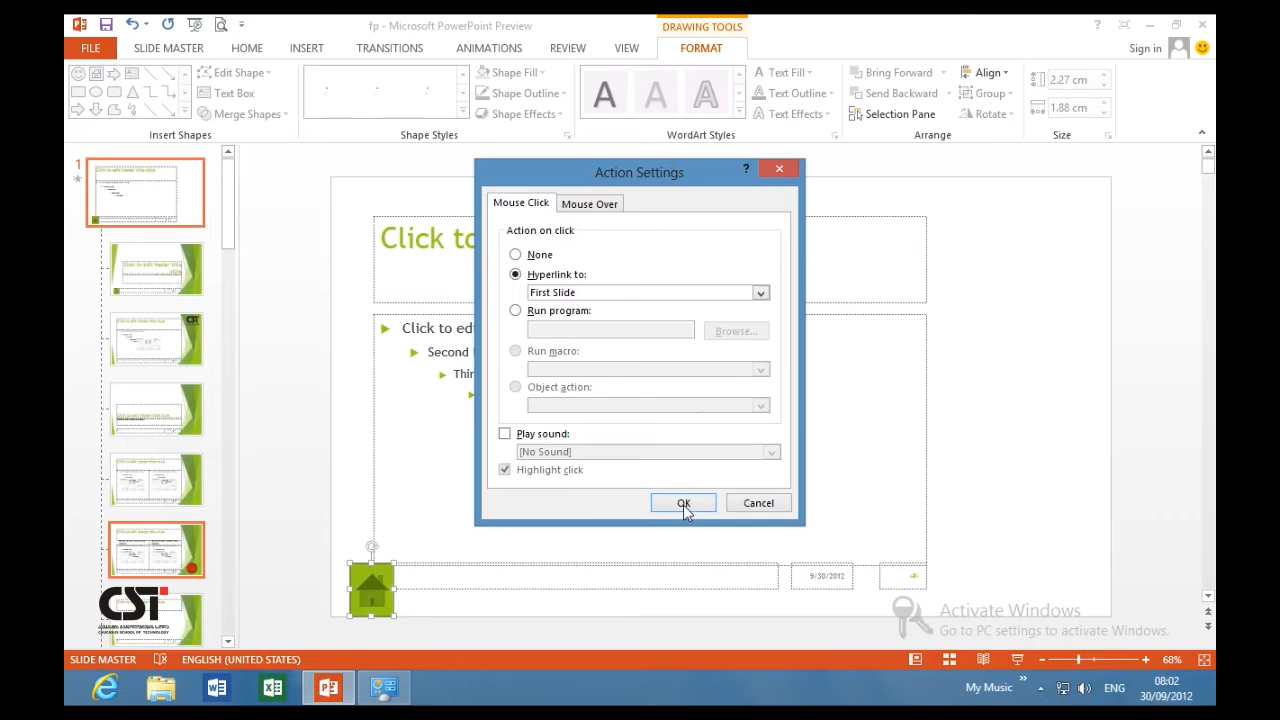 fp - Microsoft PowerPoint Preview
DRAWING TOOLS
?
FILE
SLIDE MASTER
HOME
INSERT
TRANSITIONS
ANIMATIONS
REVIEW
VIEW
FORMAT
Sign in
Edit Shape
Text Box
Merge Shapes
Insert Shapes
Shape Fill
Shape Outline
Shape Effects
Shape Styles
A A A
Text Fill
Text Outline
Text Effects
WordArt Styles
Bring Forward
Send Backward
Selection Pane
Align
Group
Rotate
Arrange
2.27 cm
1.88 cm
Size
1
Click to
Click to ed
Second
Thir
Action Settings
?
Mouse Click
Mouse Over
Action on click
None
Hyperlink to:
First Slide
Run program:
Browse...
Run macro:
Object action:
Play sound:
[No Sound]
Highlight click
OK
Cancel
9/30/2012
‹#›
CST
CAUCASUS SCHOOL OF TECHNOLOGY
Activate Windows
Go to PC settings to activate Windows.
SLIDE MASTER
ENGLISH (UNITED STATES)
68%
My Music
ENG
08:02
30/09/2012